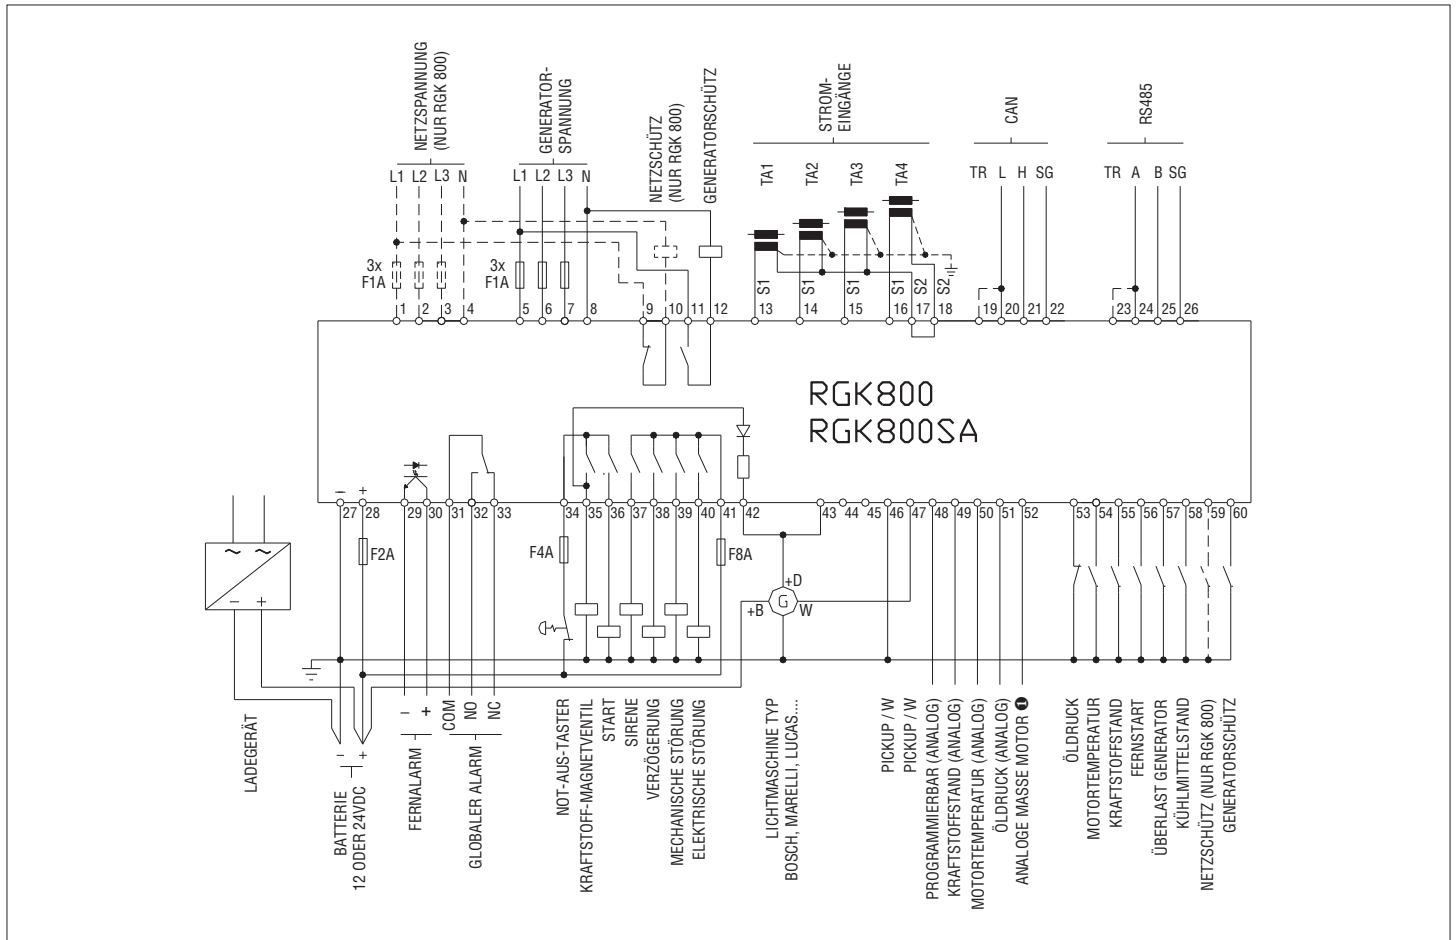 NETZSPANNUNG
(NUR RGK 800)
GENERATOR-
SPANNUNG
NETZSCHÜTZ
(NUR RGK 800)
GENERATORSCHÜTZ
STROM-
EINGÄNGE
CAN
RS485
L1 L2 L3 N
L1 L2 L3 N
TA1
TA2
TA3
TA4
TR L H SG
TR A B SG
3x
F1A
3x
F1A
S1
S1
S1
S1
S2
S2
1 2 3 4 5 6 7 8 9 10 11 12 13 14 15 16 17 18 19 20 21 22 23 24 25 26
RGK800
RGK800SA
– +
27 28 29 30 31 32 33 34 35 36 37 38 39 40 41 42 43 44 45 46 47 48 49 50 51 52 53 54 55 56 57 58 59 60
F2A
F4A
F8A
~ ~
– +
+D
+B
G
W
LADEGERÄT
– +
BATTERIE
12 ODER 24VDC
– +
FERNALARM
COM
NO
NC
GLOBALER ALARM
NOT-AUS-TASTER
KRAFTSTOFF-MAGNETVENTIL
START
SIRENE
VERZÖGERUNG
MECHANISCHE STÖRUNG
ELEKTRISCHE STÖRUNG
LICHTMASCHINE TYP
BOSCH, MARELLI, LUCAS....
PICKUP / W
PICKUP / W
PROGRAMMIERBAR (ANALOG)
KRAFTSTOFFSTAND (ANALOG)
MOTORTEMPERATUR (ANALOG)
ÖLDRUCK (ANALOG)
ANALOGE MASSE MOTOR ❶
ÖLDRUCK
MOTORTEMPERATUR
KRAFTSTOFFSTAND
FERNSTART
ÜBERLAST GENERATOR
KÜHLMITTELSTAND
NETZSCHÜTZ (NUR RGK 800)
GENERATORSCHÜTZ